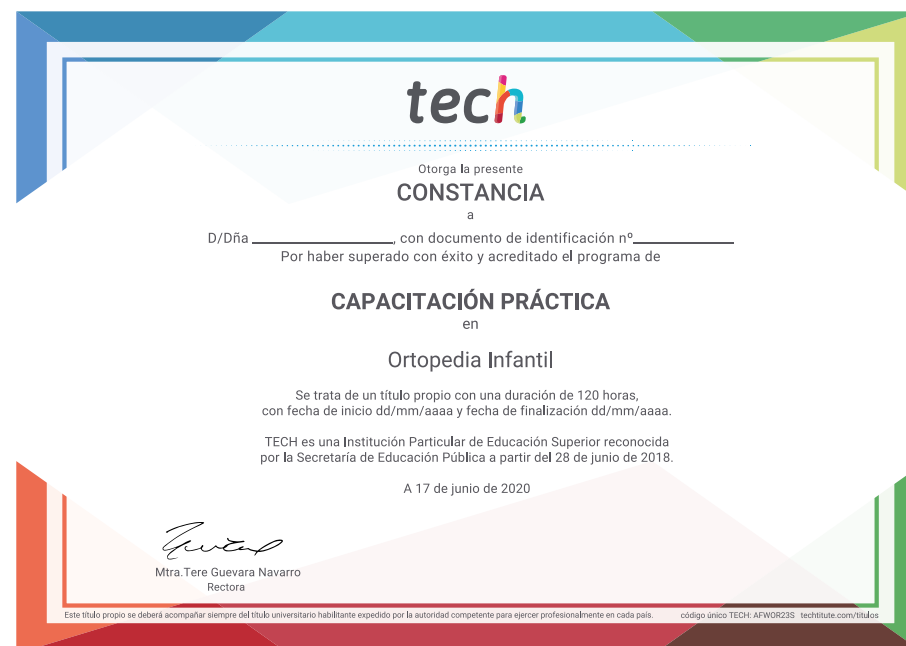 tech
Otorga la presente
CONSTANCIA
a
D/Dña ____________________, con documento de identificación nº______________
Por haber superado con éxito y acreditado el programa de
CAPACITACIÓN PRÁCTICA
en
Ortopedia Infantil
Se trata de un título propio con una duración de 120 horas,
con fecha de inicio dd/mm/aaaa y fecha de finalización dd/mm/aaaa.
TECH es una Institución Particular de Educación Superior reconocida
por la Secretaría de Educación Pública a partir del 28 de junio de 2018.
A 17 de junio de 2020
Mtra.Tere Guevara Navarro
Rectora
Este título propio se deberá acompañar siempre del título universitario habilitante expedido por la autoridad competente para ejercer profesionalmente en cada país. código único TECH: AFWOR23S techtitute.com/titulos